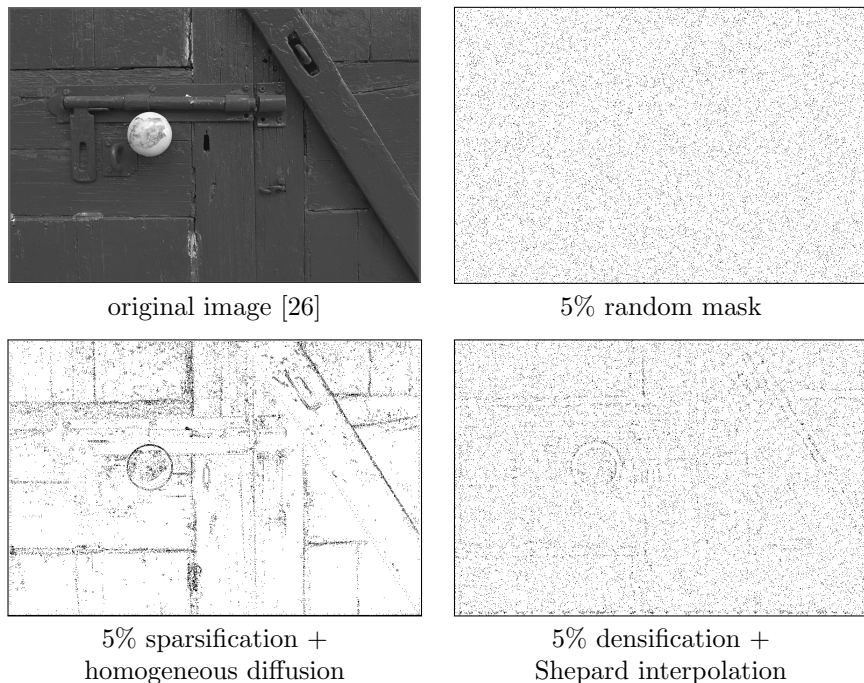 original image [26]
5% random mask
5% sparsification +
homogeneous diffusion
5% densification +
Shepard interpolation